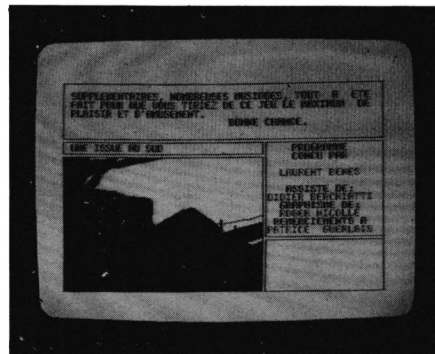 SUPPLEMENTAIRES, NOMBREUSES MUSIQUES, TOUT A ETE
FAIT POUR QUE VOUS TIRIEZ DE CE JEU LE MAXIMUM DE
PLAISIR ET D'AMUSEMENT.
BONNE CHANCE.
UNE ISSUE AU SUD
PROGRAMME
CONCU PAR
LAURENT BENES
ASSISTE DE:
DIDIER
GRAPHISME DE:
ROGER NICOLLE
REMERCIEMENTS A
PATRICE GUERLAIS